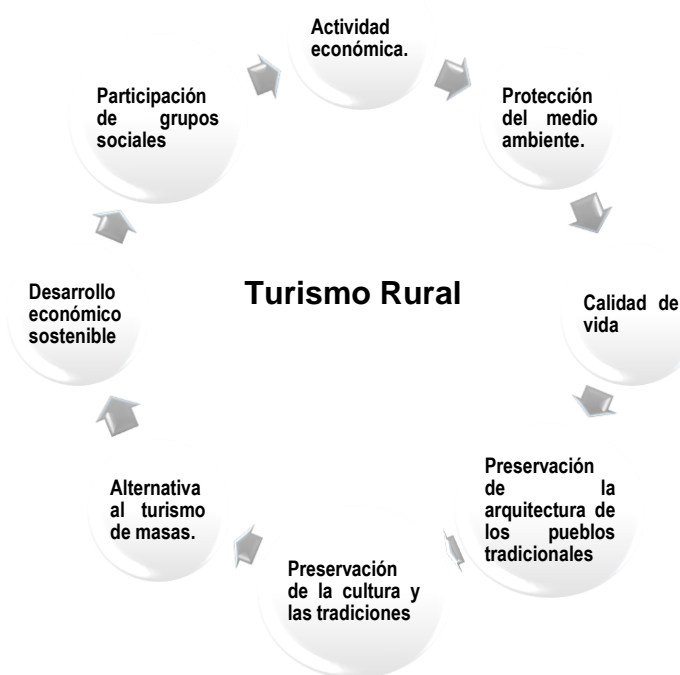 Actividad
económica.
Protección
del medio
ambiente.
Calidad de
vida
Preservación
de la
arquitectura de
los pueblos
tradicionales
Preservación
de la cultura y
las tradiciones
Alternativa
al turismo
de masas.
Desarrollo
económico
sostenible
Participación
de grupos
sociales
Turismo Rural